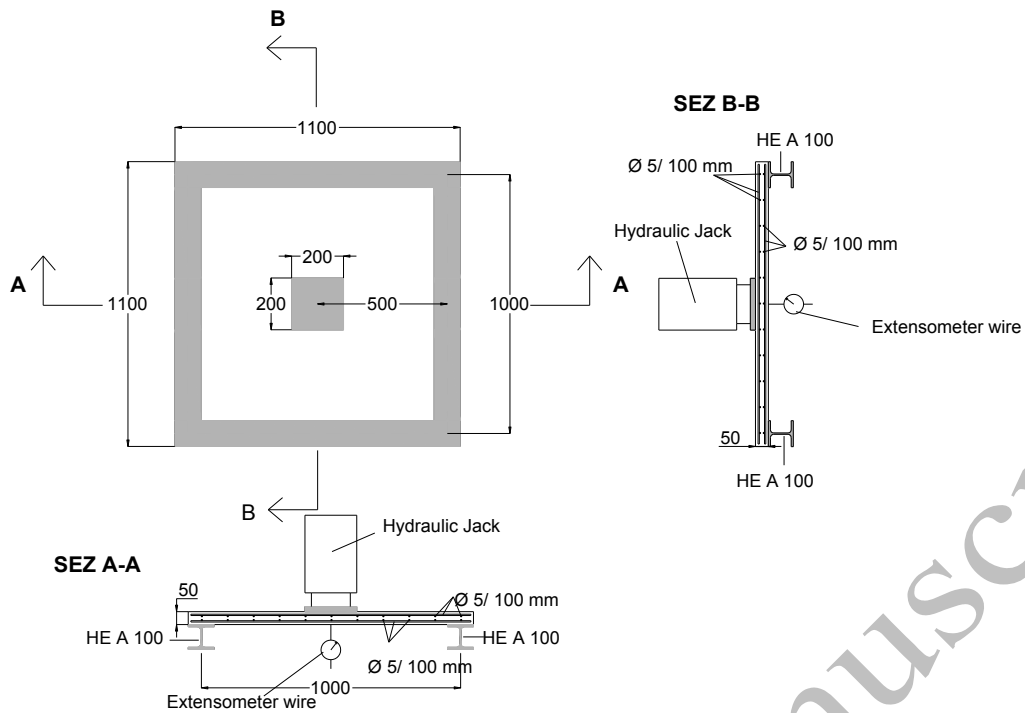 B
1100
SEZ B-B
HE A 100
Ø 5/ 100 mm
Hydraulic Jack
Ø 5/ 100 mm
A
200
A
1100
200
500
1000
Extensometer wire
50
HE A 100
B
Hydraulic Jack
SEZ A-A
50
Ø 5/ 100 mm
HE A 100
HE A 100
Ø 5/ 100 mm
1000
Extensometer wire
nusc